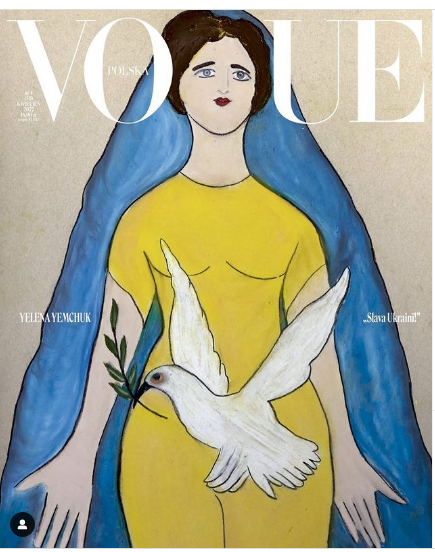 VOGUE
POLSKA
YELENA YEMCHUK
„Slava Ukraini!”